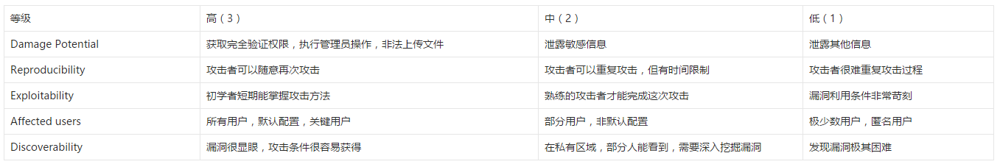 等级 高（3） 中（2） 低（1）
Damage Potential 获取完全验证权限，执行管理员操作，非法上传文件 泄露敏感信息 泄露其他信息
Reproducibility 攻击者可以随意再次攻击 攻击者可以重复攻击，但有时间限制 攻击者很难重复攻击过程
Exploitability 初学者短期能掌握攻击方法 熟练的攻击者才能完成这次攻击 漏洞利用条件非常苛刻
Affected users 所有用户，默认配置，关键用户 部分用户，非默认配置 极少数用户，匿名用户
Discoverability 漏洞很显眼，攻击条件很容易获得 在私有区域，部分人能看到，需要深入挖掘漏洞 发现漏洞极其困难